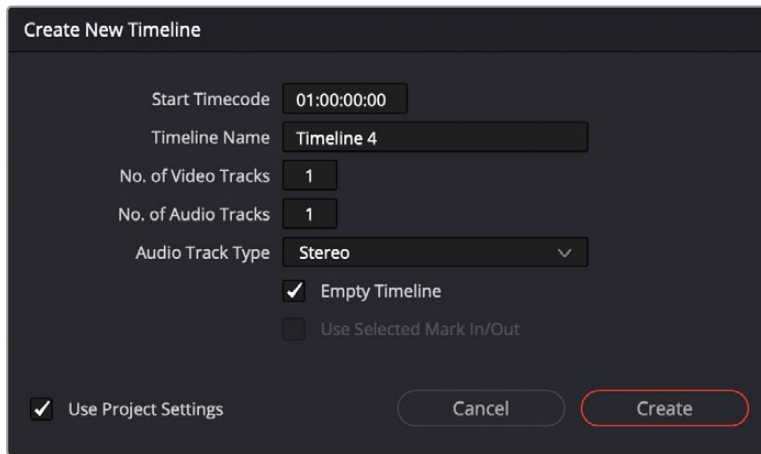 Create New Timeline
Start Timecode 01:00:00:00
Timeline Name Timeline 4
No. of Video Tracks 1
No. of Audio Tracks 1
Audio Track Type Stereo
Empty Timeline
Use Selected Mark In/Out
Use Project Settings Cancel Create